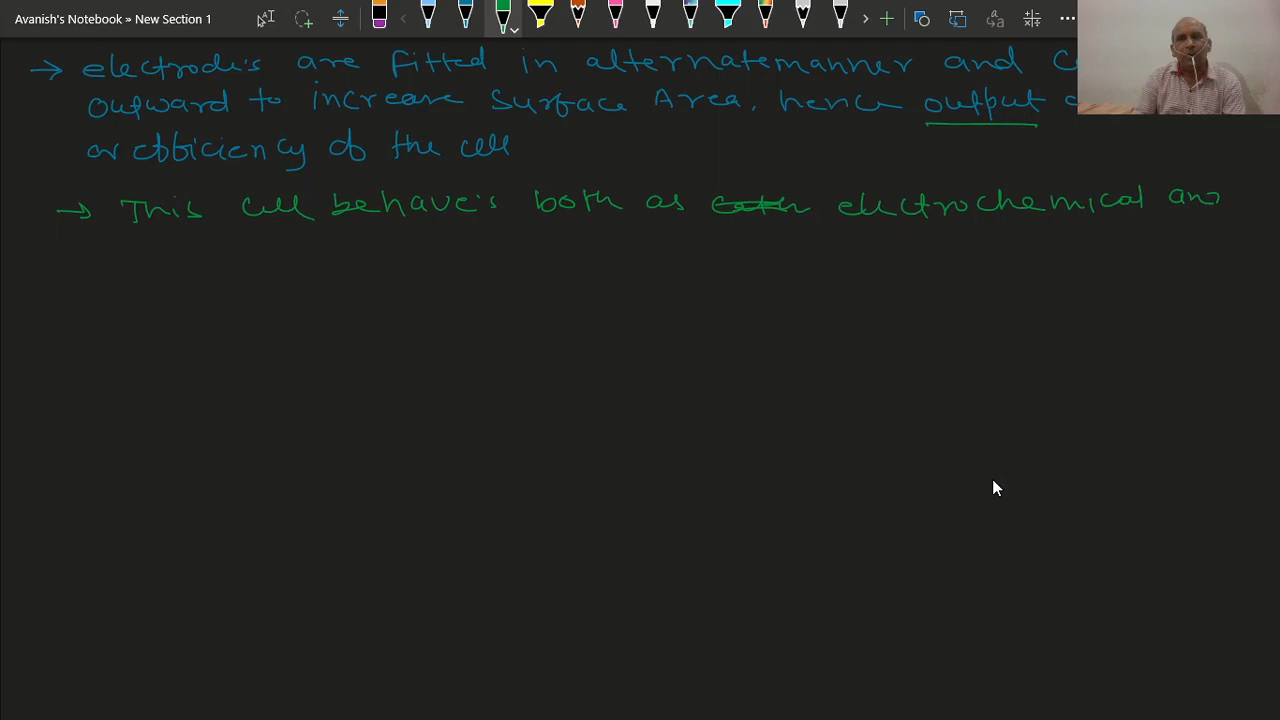 Avanish's Notebook » New Section 1
→ electrode's are fitted in alternatemanner and
outward to increase Surface Area, hence output
or efficiency of the cell
→ This cell behave's both as electrochemical and